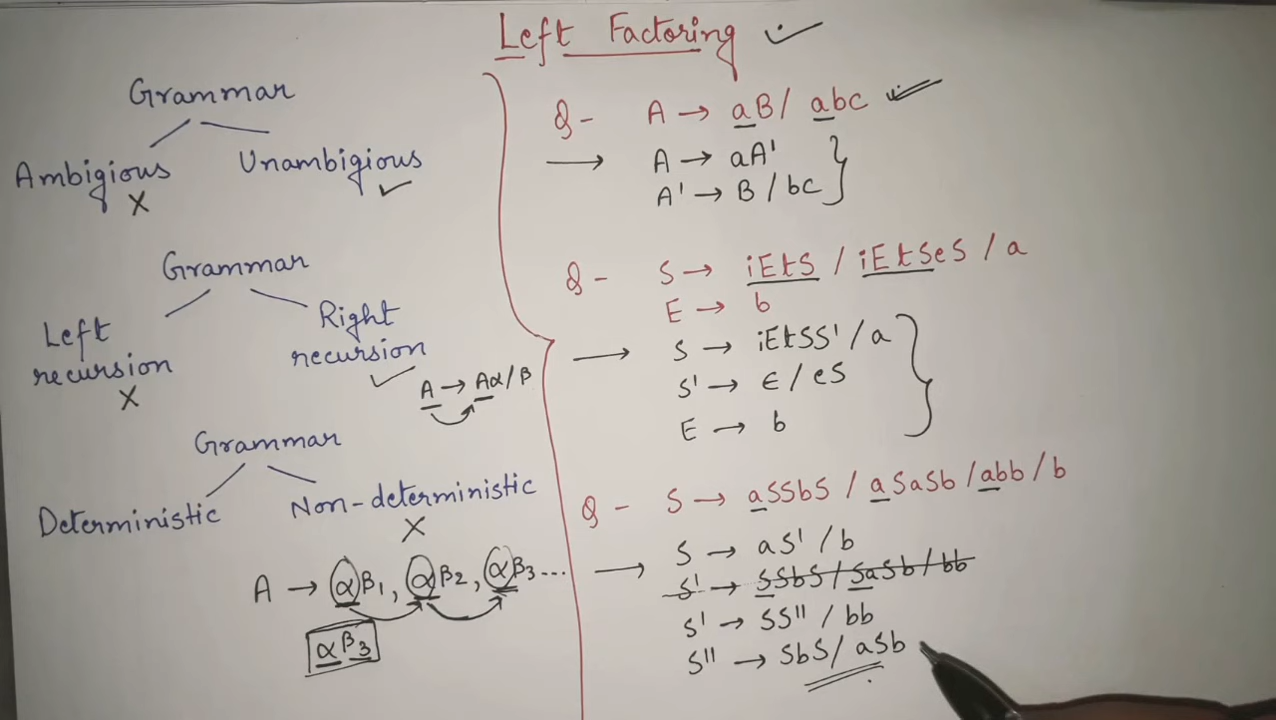 Left Factoring
Grammar
Ambigious
Unambigious
Grammar
Left
recursion
Right
recursion
A → Aα/β
Grammar
Deterministic
Non-deterministic
A → αβ1, αβ2, αβ3...
αβ3
Q- A → aB/ abc
→ A → aA'
A' → B / bc
Q- S → iEtS / iEtSeS / a
E → b
→ S → iEtSS' / a
S' → ϵ / eS
E → b
Q- S → aSSbS / aSaSb / abb / b
→ S → aS' / b
S' → SSbS / SaSb / bb
S' → SS'' / bb
S'' → SbS / aSb